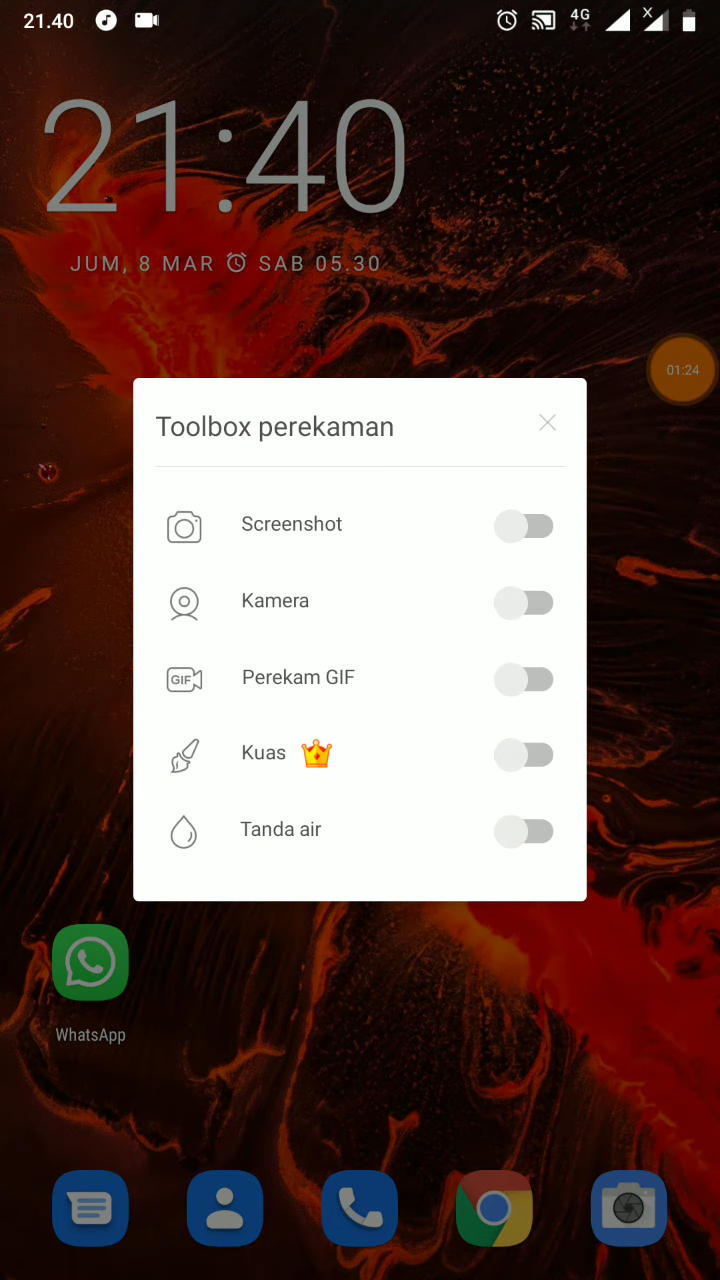 21.40
4G
X
21:40
JUM, 8 MAR SAB 05.30
01:24
Toolbox perekaman
Screenshot
Kamera
GIF
Perekam GIF
Kuas
Tanda air
WhatsApp